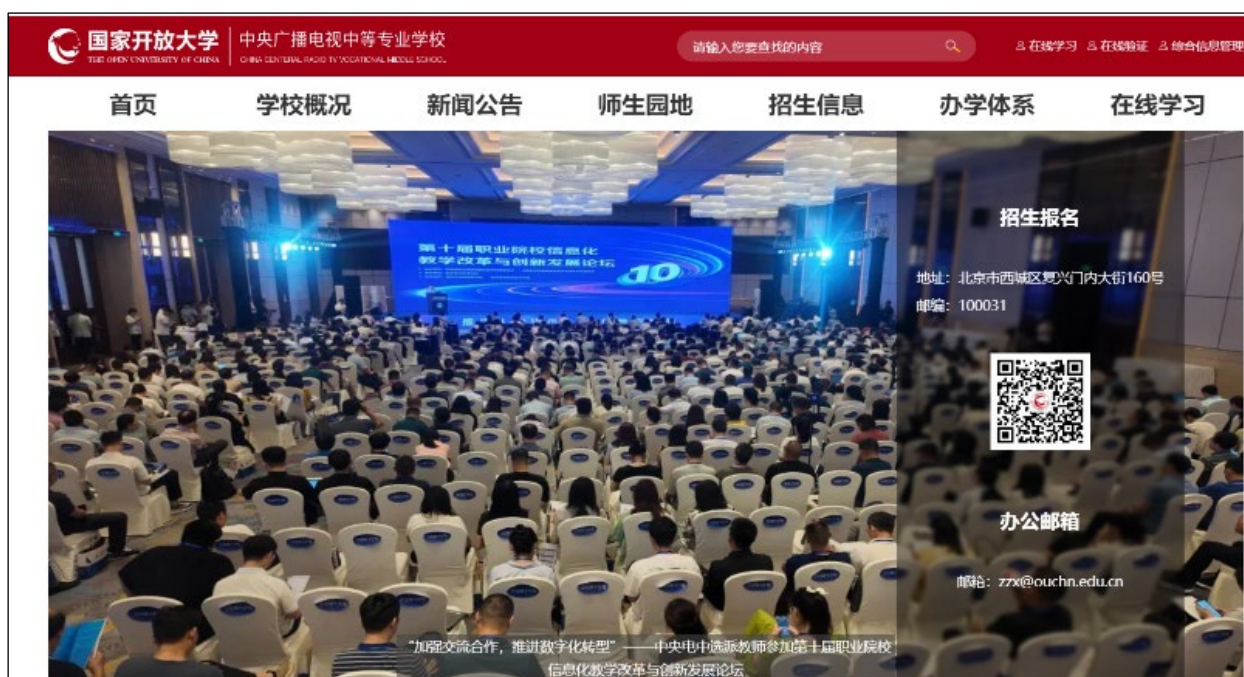 国家开放大学
THE OPEN UNIVERSITY OF CHINA
中央广播电视中等专业学校
CHINA CENTERAL RADIO TV VOCATIONAL MIDDLE SCHOOL
请输入您要查找的内容
在线学习 在线验证 综合信息管理
首页 学校概况 新闻公告 师生园地 招生信息 办学体系 在线学习
第十届职业院校信息化
教学改革与创新发展论坛
10
招生报名
地址：北京市西城区复兴门内大街160号
邮编：100031
办公邮箱
邮箱：zzx@ouchn.edu.cn
“加强交流合作，推进数字化转型”——中央电中选派教师参加第十届职业院校
信息化教学改革与创新发展论坛